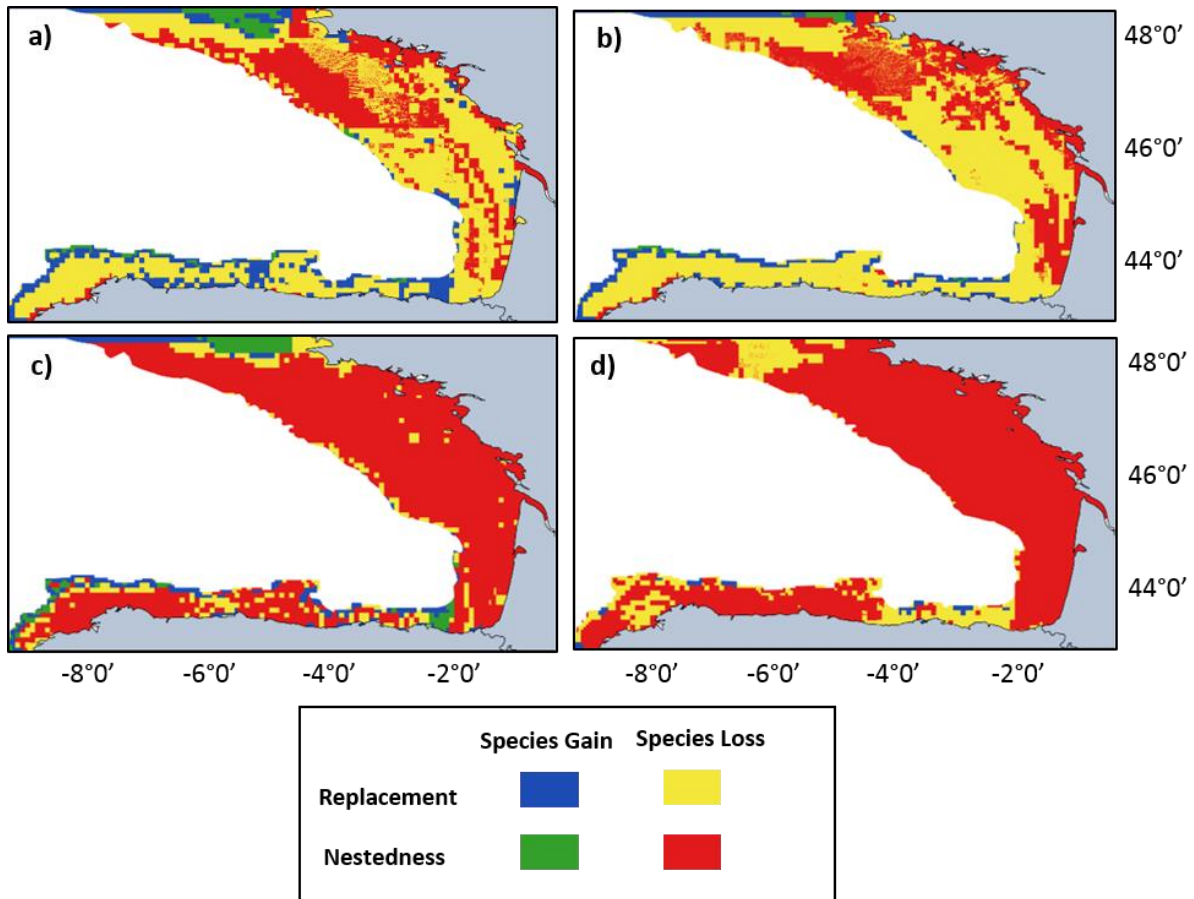 a)
b)
48°0’
46°0’
44°0’
c)
d)
48°0’
46°0’
44°0’
-8°0’ -6°0’ -4°0’ -2°0’ -8°0’ -6°0’ -4°0’ -2°0’
Species Gain Species Loss
Replacement
Nestedness